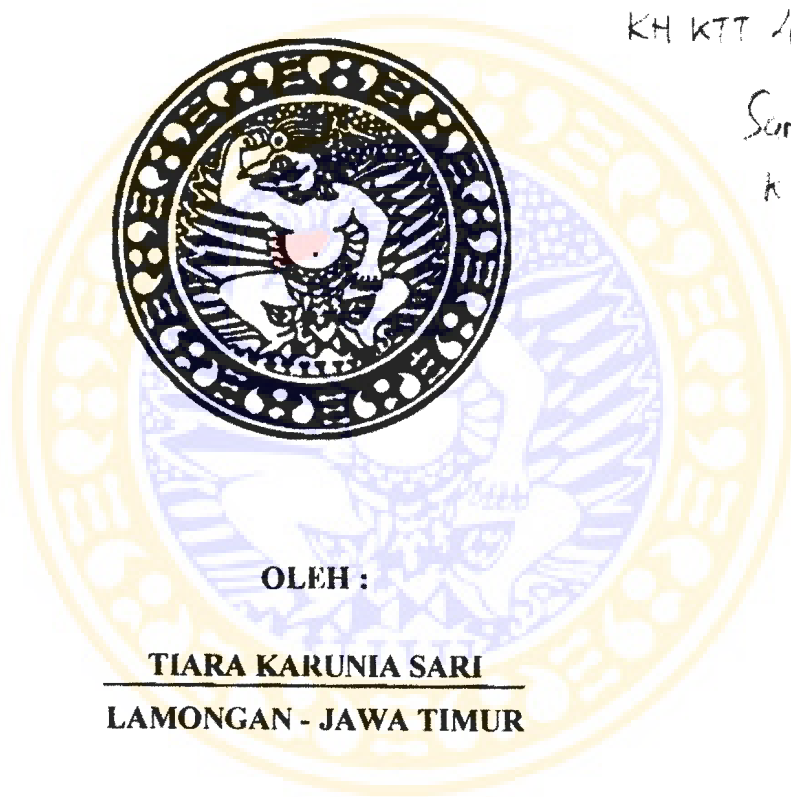 KH KTT
OLEH :
TIARA KARUNIA SARI
LAMONGAN - JAWA TIMUR